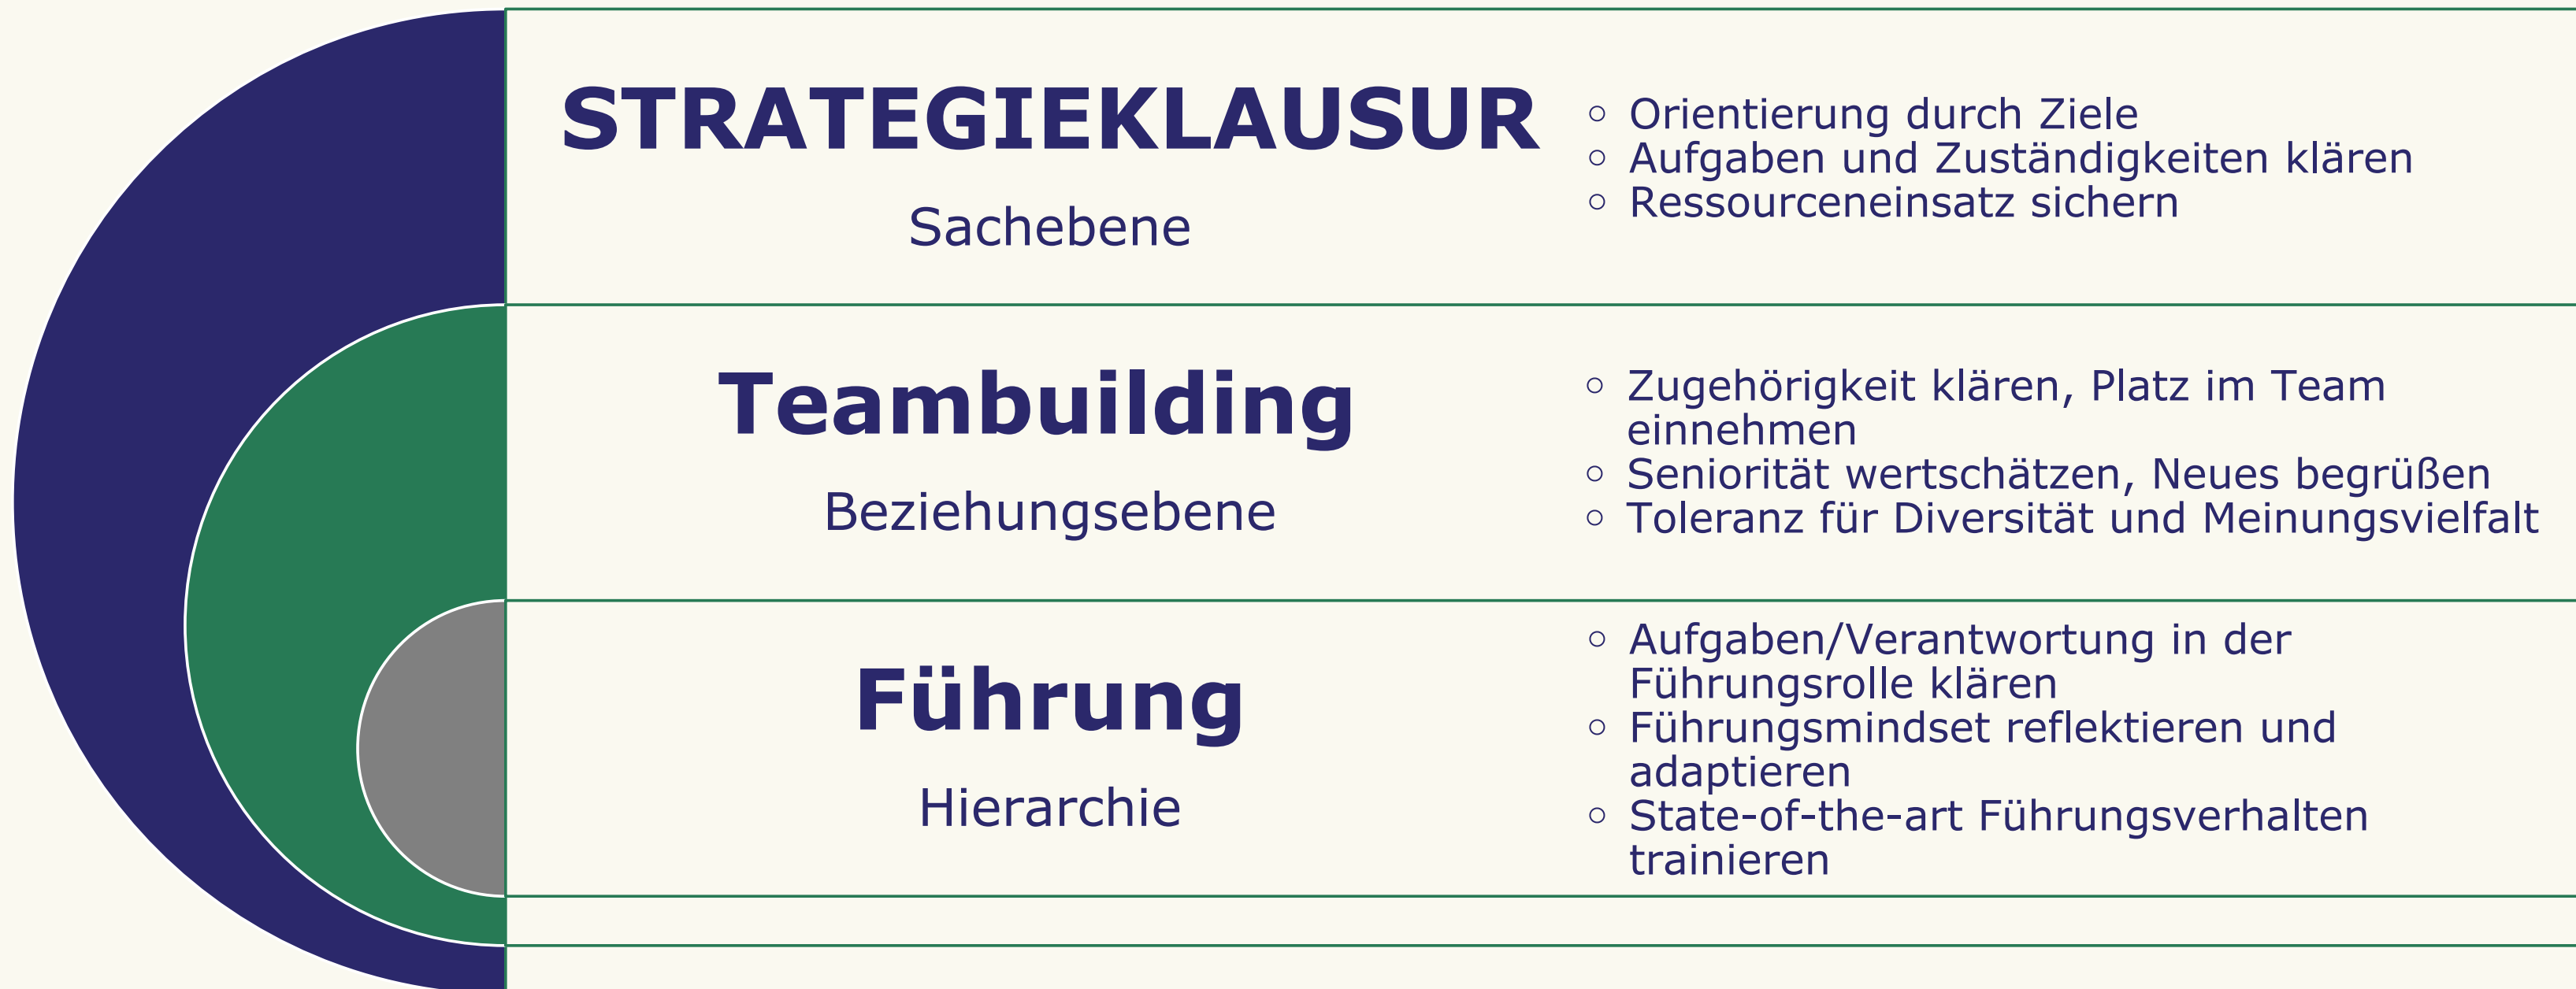 STRATEGIEKLAUSUR
Sachebene
○ Orientierung durch Ziele
○ Aufgaben und Zuständigkeiten klären
○ Ressourceneinsatz sichern
Teambuilding
Beziehungsebene
○ Zugehörigkeit klären, Platz im Team
einnehmen
○ Seniorität wertschätzen, Neues begrüßen
○ Toleranz für Diversität und Meinungsvielfalt
Führung
Hierarchie
○ Aufgaben/Verantwortung in der
Führungsrolle klären
○ Führungsmindset reflektieren und
adaptieren
○ State-of-the-art Führungsverhalten
trainieren